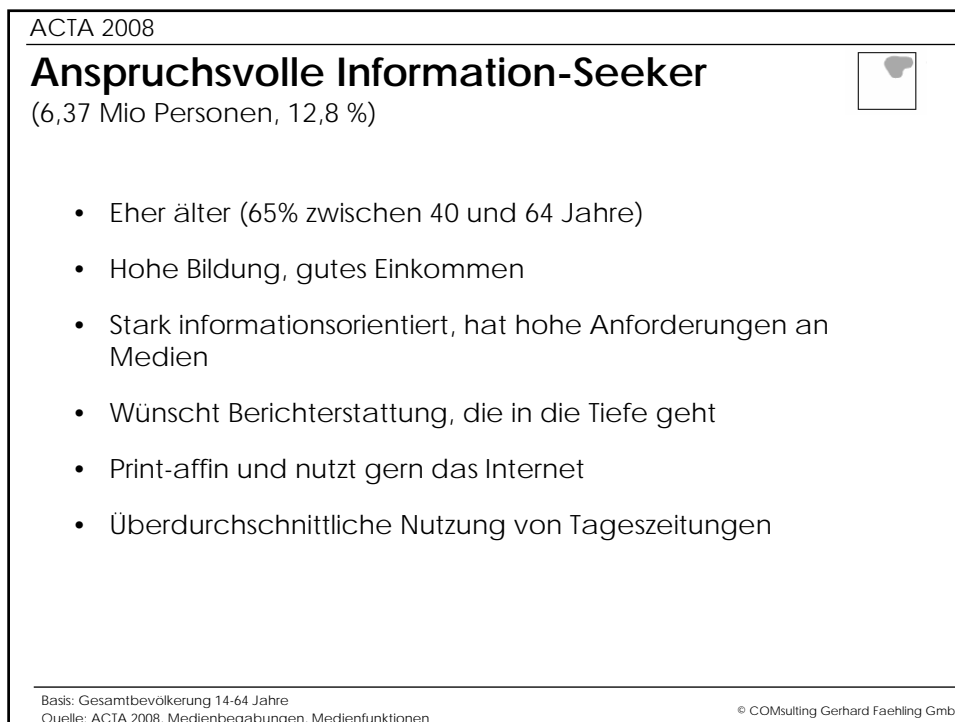 ACTA 2008
Anspruchsvolle Information-Seeker
(6,37 Mio Personen, 12,8 %)
• Eher älter (65% zwischen 40 und 64 Jahre)
• Hohe Bildung, gutes Einkommen
• Stark informationsorientiert, hat hohe Anforderungen an
Medien
• Wünscht Berichterstattung, die in die Tiefe geht
• Print-affin und nutzt gern das Internet
• Überdurchschnittliche Nutzung von Tageszeitungen
Basis: Gesamtbevölkerung 14-64 Jahre
Quelle: ACTA 2008, Medienbegabungen, Medienfunktionen
© COMsulting Gerhard Faehling Gmb